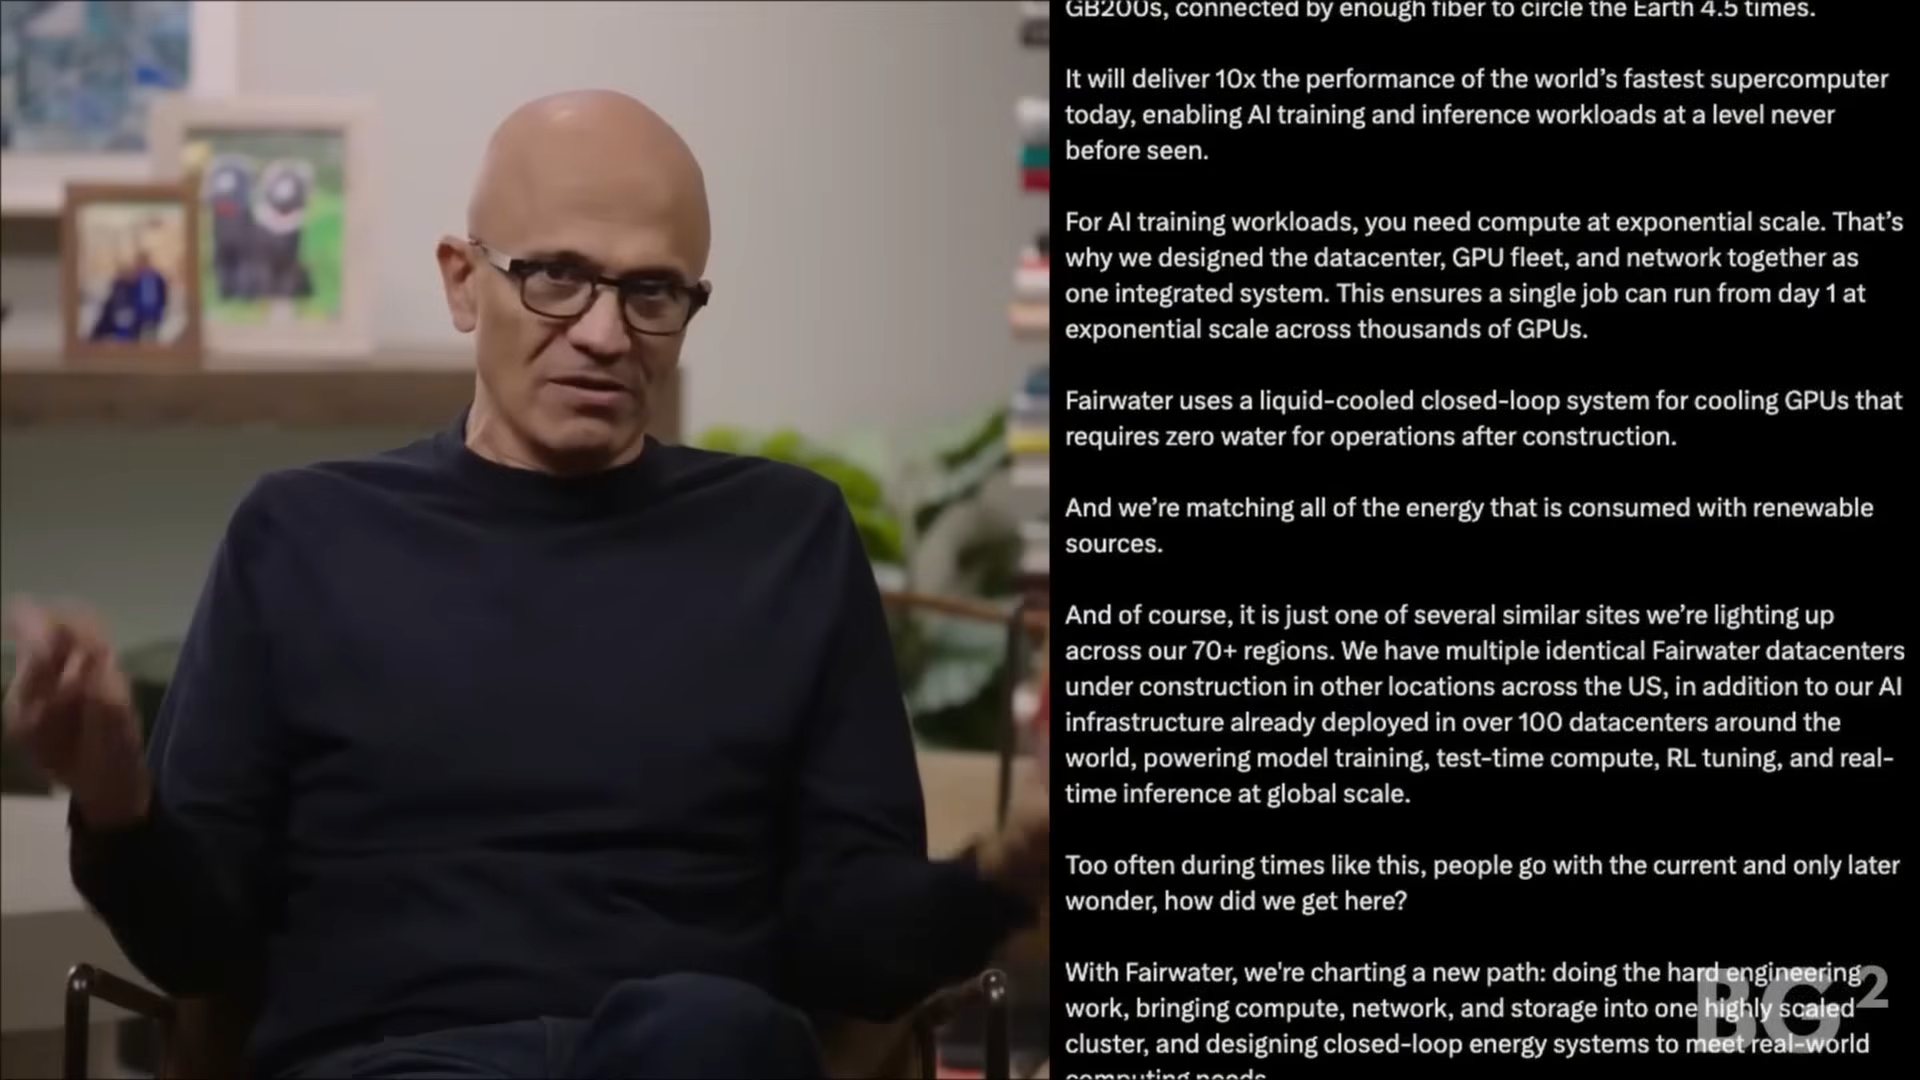 GB200s, connected by enough fiber to circle the Earth 4.5 times.
It will deliver 10x the performance of the world’s fastest supercomputer
today, enabling AI training and inference workloads at a level never
before seen.
For AI training workloads, you need compute at exponential scale. That’s
why we designed the datacenter, GPU fleet, and network together as
one integrated system. This ensures a single job can run from day 1 at
exponential scale across thousands of GPUs.
Fairwater uses a liquid-cooled closed-loop system for cooling GPUs that
requires zero water for operations after construction.
And we’re matching all of the energy that is consumed with renewable
sources.
And of course, it is just one of several similar sites we’re lighting up
across our 70+ regions. We have multiple identical Fairwater datacenters
under construction in other locations across the US, in addition to our AI
infrastructure already deployed in over 100 datacenters around the
world, powering model training, test-time compute, RL tuning, and real-
time inference at global scale.
Too often during times like this, people go with the current and only later
wonder, how did we get here?
With Fairwater, we're charting a new path: doing the hard engineering
work, bringing compute, network, and storage into one highly scaled
cluster, and designing closed-loop energy systems to meet real-world
computing needs.
BG2